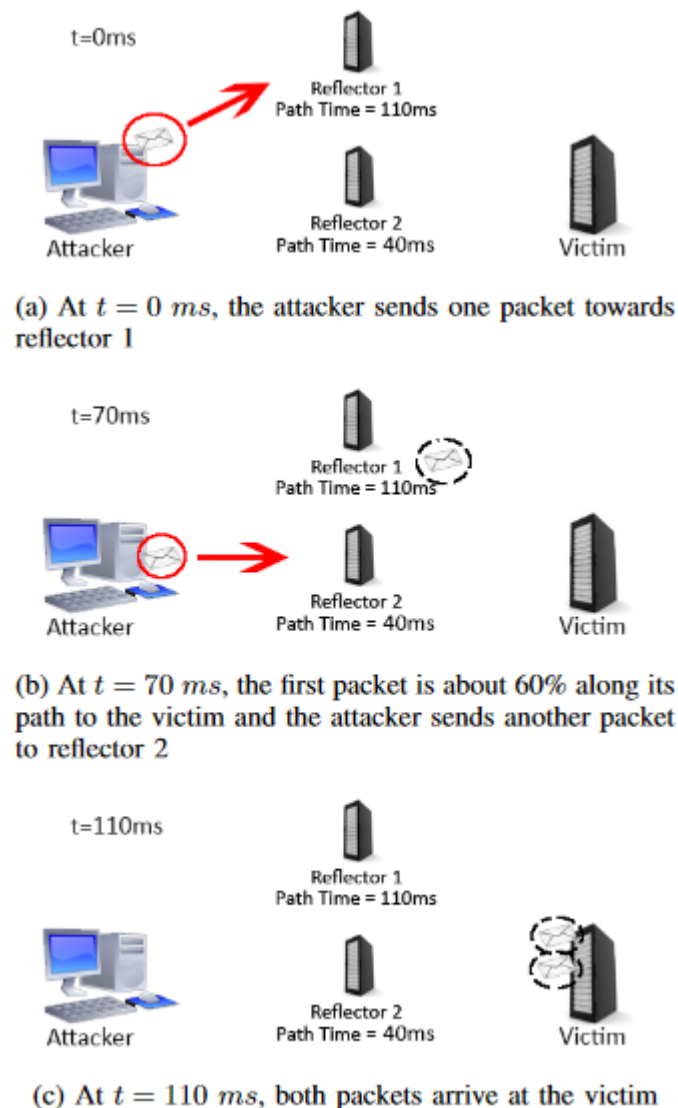 t=0ms
Reflector 1
Path Time = 110ms
Reflector 2
Path Time = 40ms
Attacker
Victim
(a) At t = 0 ms, the attacker sends one packet towards
reflector 1
t=70ms
Reflector 1
Path Time = 110ms
Reflector 2
Path Time = 40ms
Attacker
Victim
(b) At t = 70 ms, the first packet is about 60% along its
path to the victim and the attacker sends another packet
to reflector 2
t=110ms
Reflector 1
Path Time = 110ms
Reflector 2
Path Time = 40ms
Attacker
Victim
(c) At t = 110 ms, both packets arrive at the victim